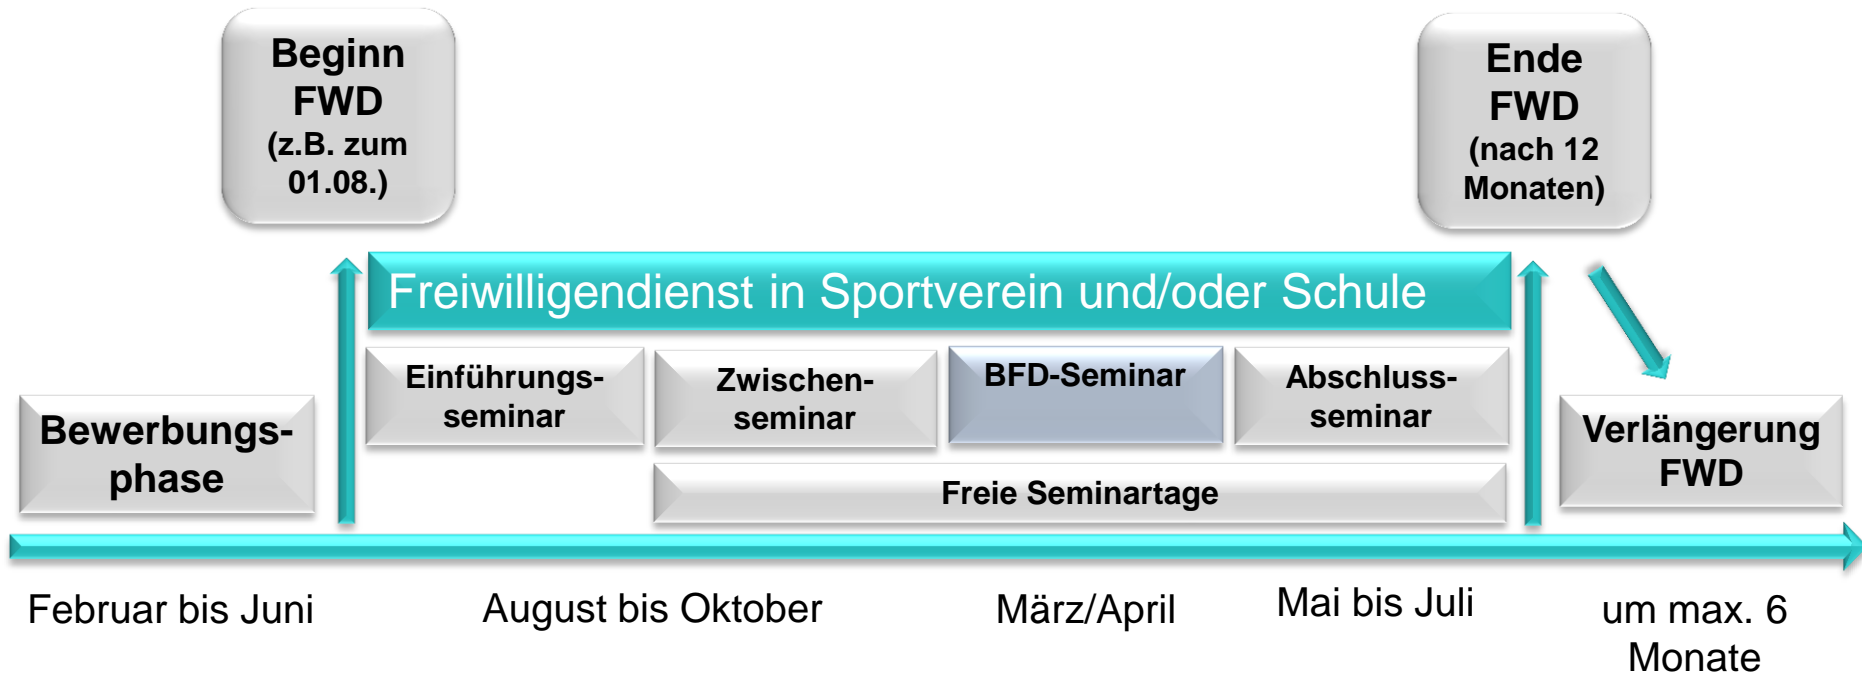 Beginn
FWD
(z.B. zum
01.08.)
Ende
FWD
(nach 12
Monaten)
Freiwilligendienst in Sportverein und/oder Schule
Einführungs-
seminar
Zwischen-
seminar
BFD-Seminar
Abschluss-
seminar
Bewerbungs-
phase
Verlängerung
FWD
Freie Seminartage
Februar bis Juni
August bis Oktober
März/April
Mai bis Juli
um max. 6
Monate